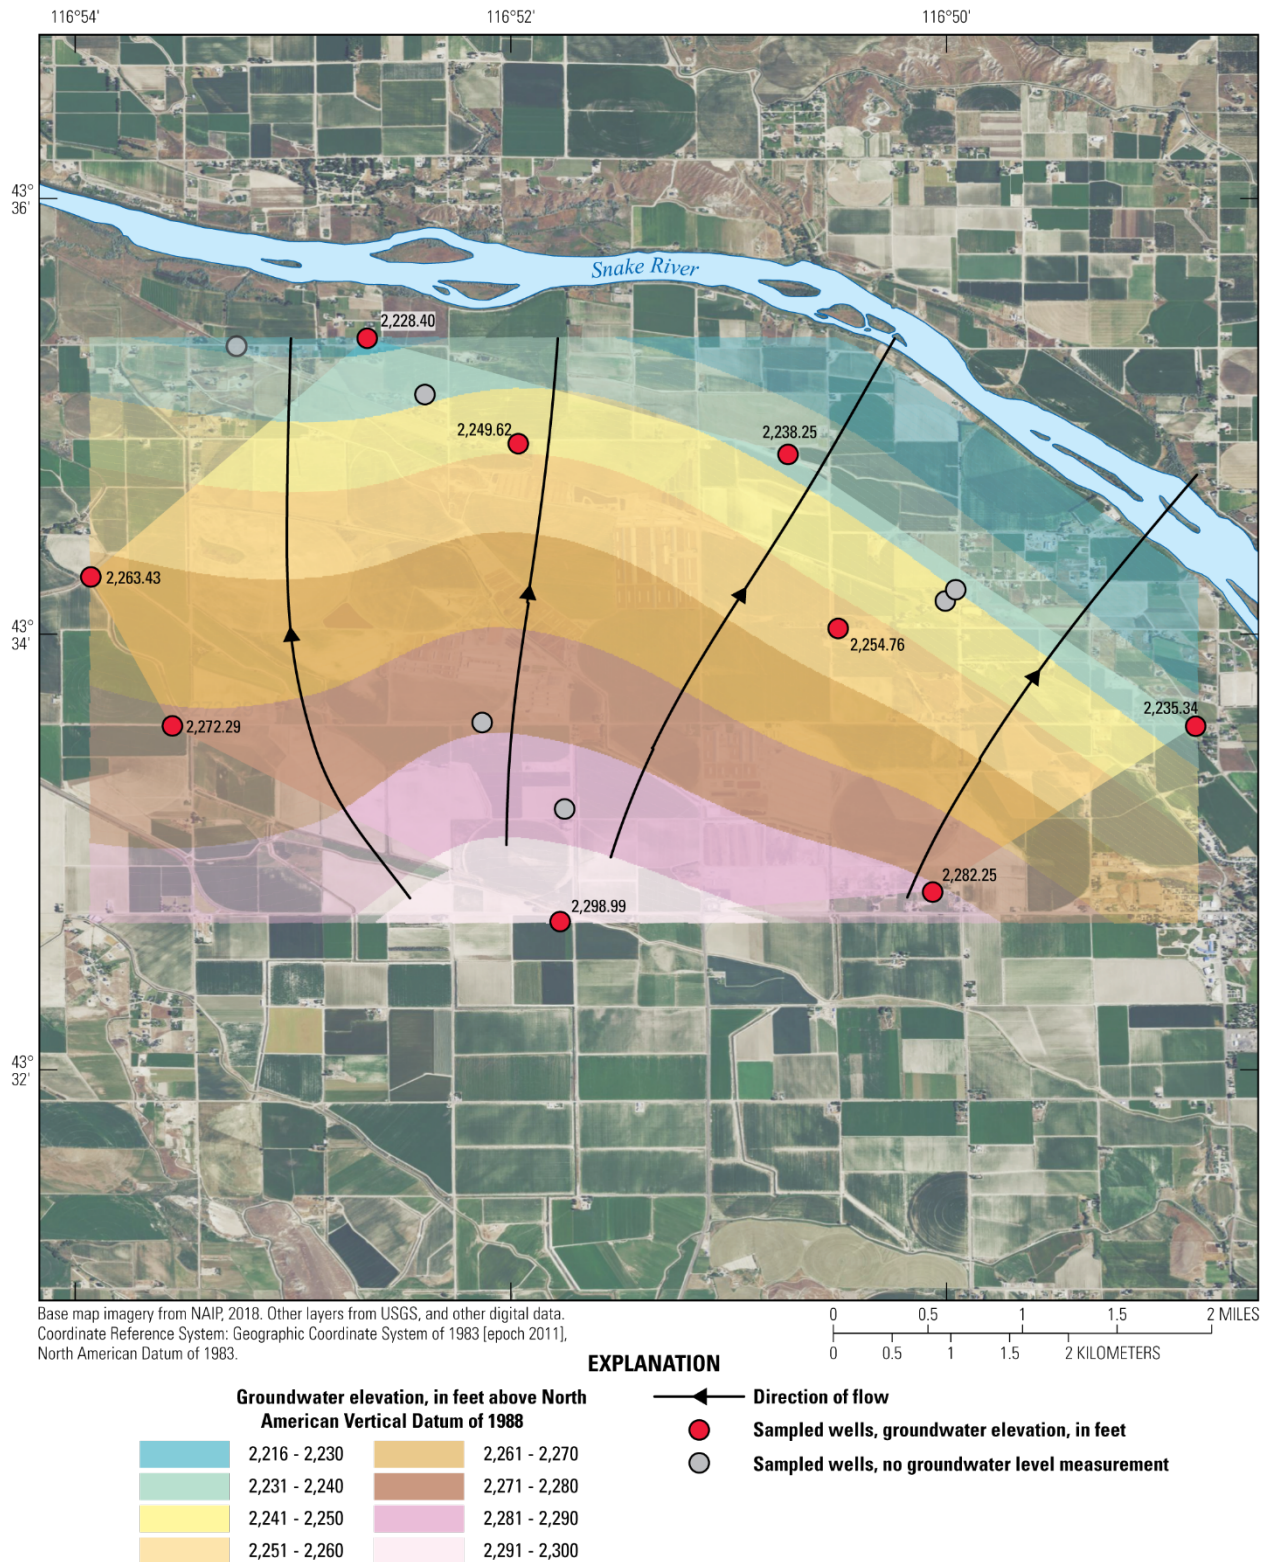 116°54'
116°52'
116°50'
43°
36'
Snake River
2,228.40
2,249.62
2,238.25
2,263.43
43°
34'
2,254.76
2,235.34
2,272.29
2,282.25
2,298.99
43°
32'
Base map imagery from NAIP, 2018. Other layers from USGS, and other digital data.
Coordinate Reference System: Geographic Coordinate System of 1983 [epoch 2011],
North American Datum of 1983.
0 0.5 1 1.5 2 MILES
0 0.5 1 1.5 2 KILOMETERS
EXPLANATION
Groundwater elevation, in feet above North
American Vertical Datum of 1988
2,216 - 2,230
2,231 - 2,240
2,241 - 2,250
2,251 - 2,260
2,261 - 2,270
2,271 - 2,280
2,281 - 2,290
2,291 - 2,300
Direction of flow
Sampled wells, groundwater elevation, in feet
Sampled wells, no groundwater level measurement